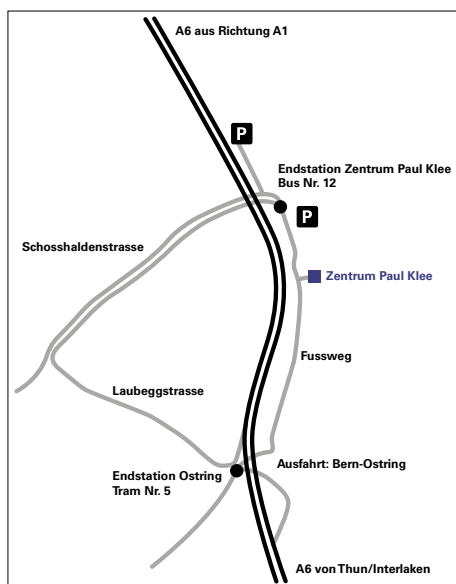 A6 aus Richtung A1
P
Endstation Zentrum Paul Klee
Bus Nr. 12
P
Schosshaldenstrasse
Zentrum Paul Klee
Fussweg
Laubeggstrasse
Ausfahrt: Bern-Ostring
Endstation Ostring
Tram Nr. 5
A6 von Thun/Interlaken